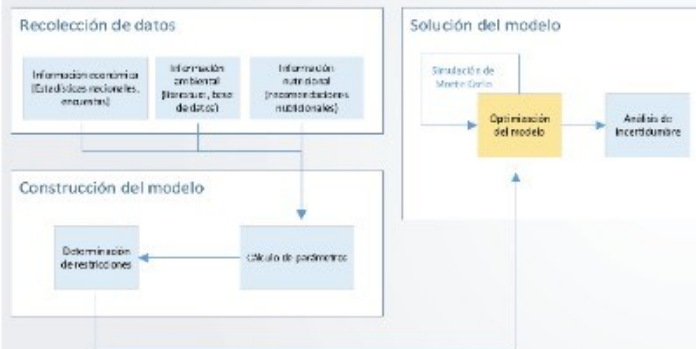 Recolección de datos
Información económica
(Estadísticas nacionales,
encuestas)
Información
ambiental
(literatura, base
de datos)
Información
nutricional
(recomendaciones
nutricionales)
Construcción del modelo
Determinación
de restricciones
Cálculo de parámetros
Solución del modelo
Simulación de
Monte Carlo
Optimización
del modelo
Análisis de
incertidumbre